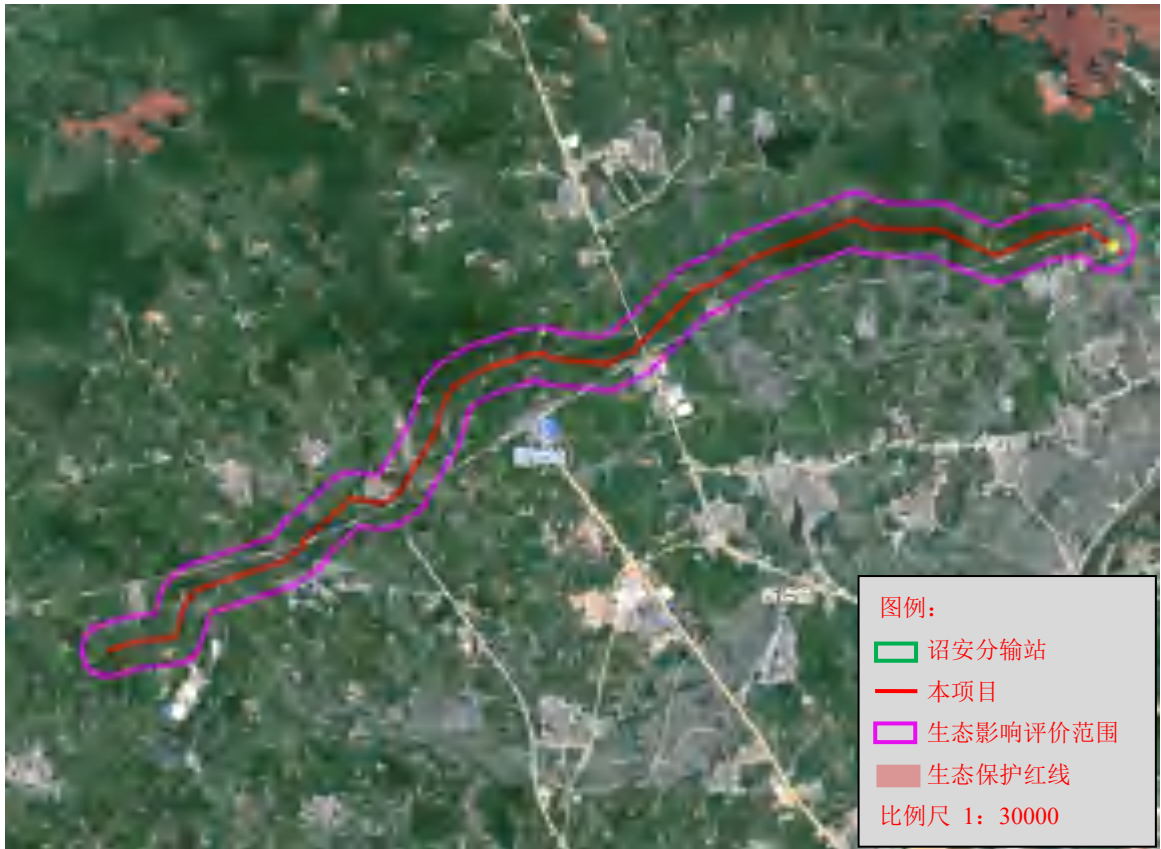 图例：
诏安分输站
本项目
生态影响评价范围
生态保护红线
比例尺 1：30000